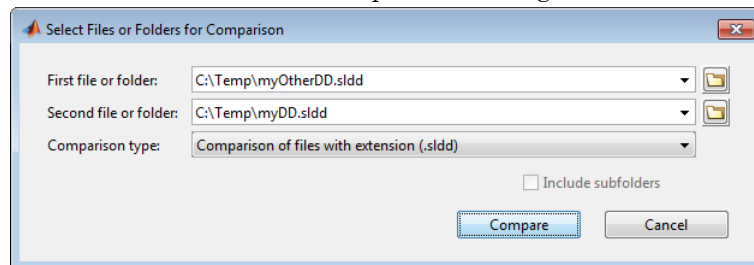 Select Files or Folders for Comparison
First file or folder: C:\Temp\myOtherDD.sldd
Second file or folder: C:\Temp\myDD.sldd
Comparison type: Comparison of files with extension (.sldd)
Include subfolders
Compare Cancel